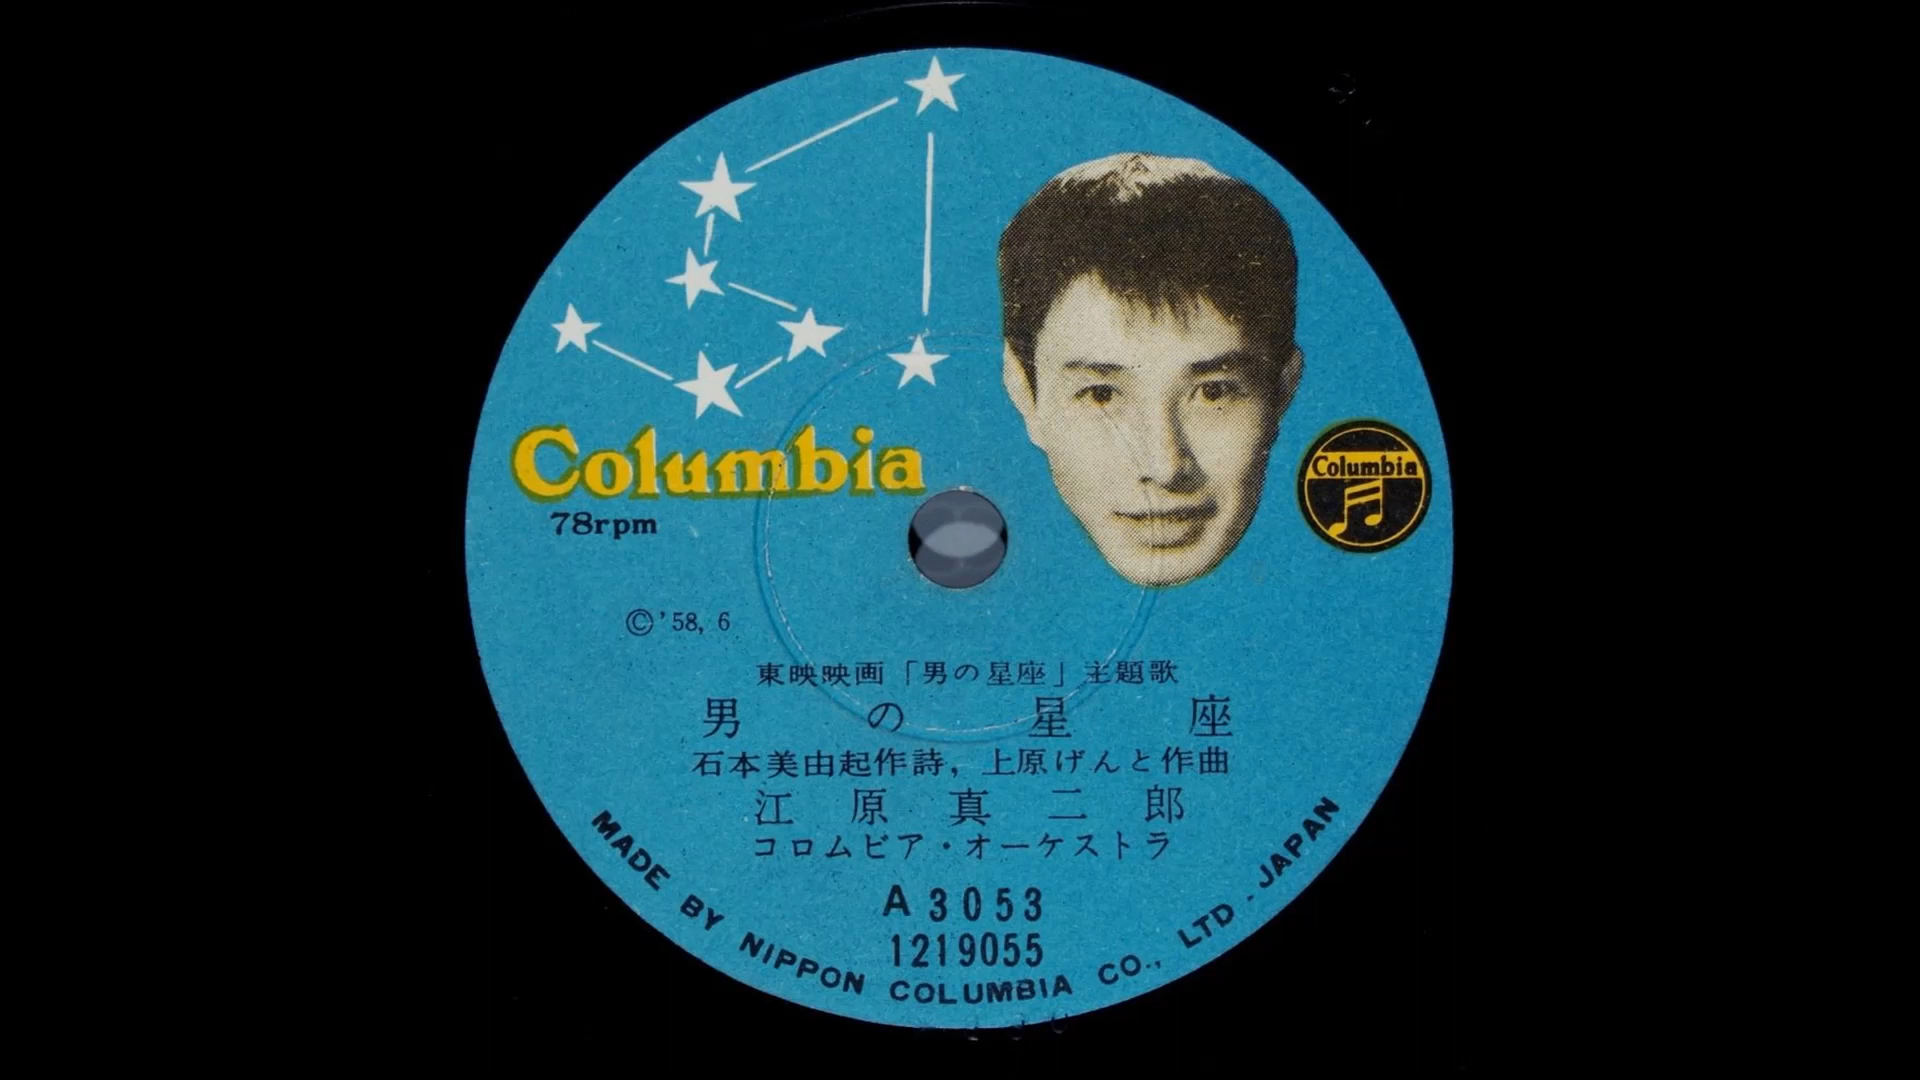 Columbia
78rpm
Columbia
©'58, 6
東映映画「男の星座」主題歌
男の星座
石本美由起作詩, 上原げんと作曲
江原真二郎
コロムビア・オーケストラ
A3053
1219055
MADE BY NIPPON COLUMBIA CO., LTD - JAPAN